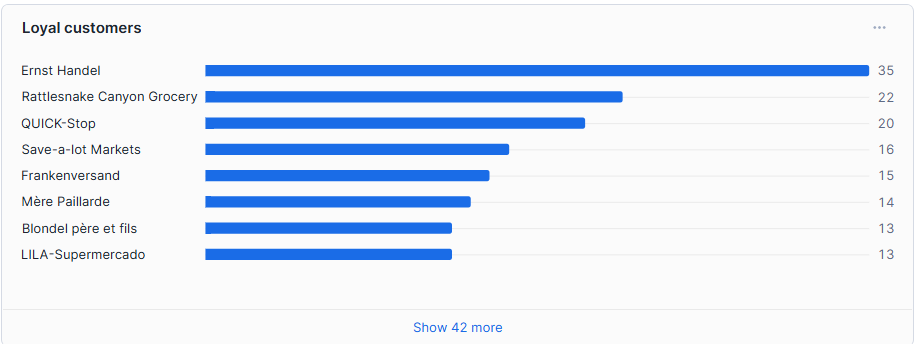 Loyal customers
Ernst Handel 35
Rattlesnake Canyon Grocery 22
QUICK-Stop 20
Save-a-lot Markets 16
Frankenversand 15
Mère Paillarde 14
Blondel père et fils 13
LILA-Supermercado 13
Show 42 more